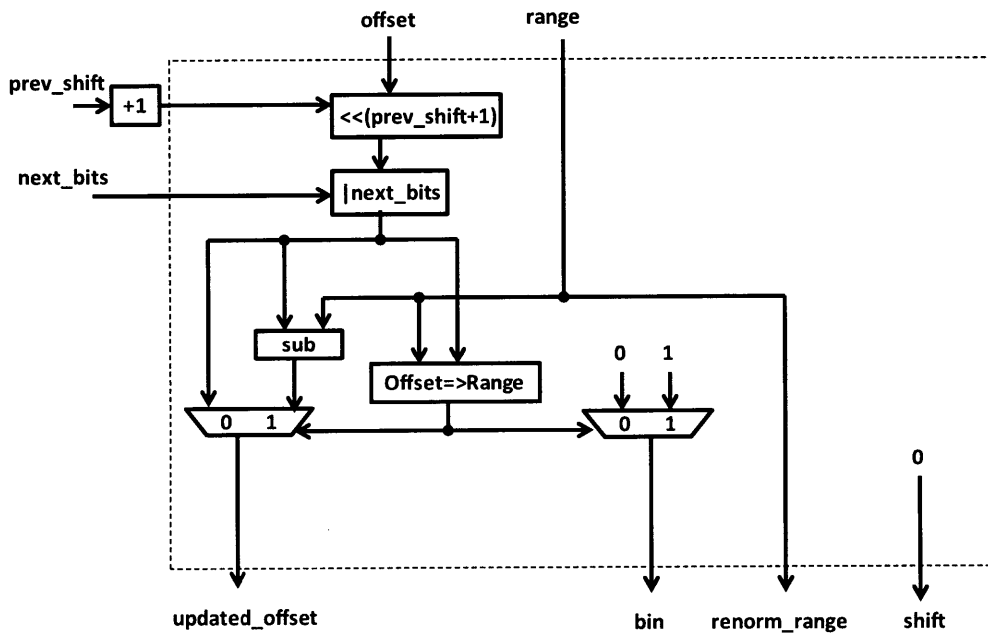 offset
range
prev_shift
+1
<<(prev_shift+1)
next_bits
|next_bits
sub
Offset=>Range
0 1
0 1
0 1
0
updated_offset
bin
renorm_range
shift